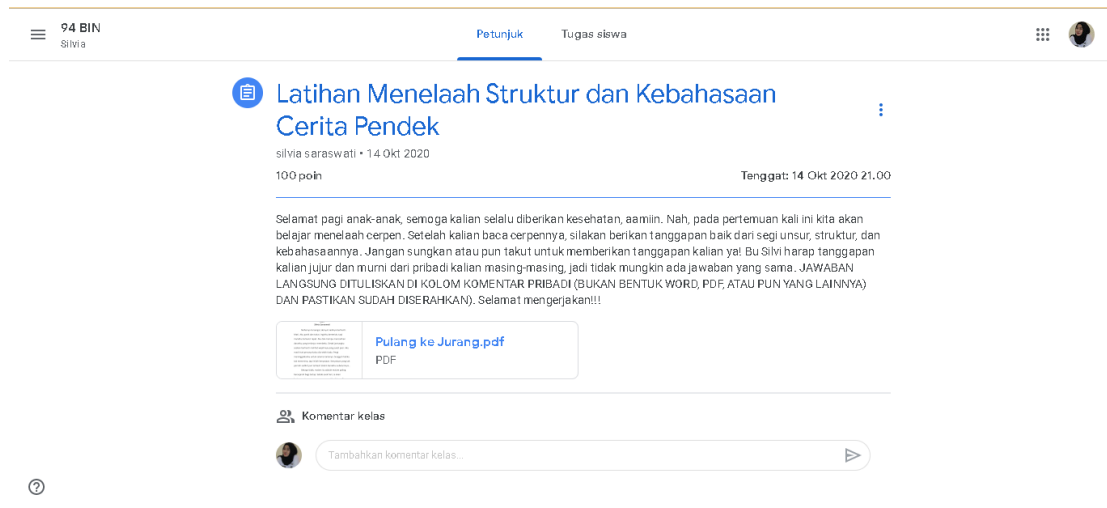 94 BIN
Silvia
Petunjuk
Tugas siswa
Latihan Menelaah Struktur dan Kebahasaan
Cerita Pendek
silvia saraswati • 14 Okt 2020
100 poin
Tenggat: 14 Okt 2020 21.00
Selamat pagi anak-anak, semoga kalian selalu diberikan kesehatan, aamiin. Nah, pada pertemuan kali ini kita akan
belajar menelaah cerpen. Setelah kalian baca cerpennya, silakan berikan tanggapan baik dari segi unsur, struktur, dan
kebahasaannya. Jangan sungkan atau pun takut untuk memberikan tanggapan kalian ya! Bu Silvi harap tanggapan
kalian jujur dan murni dari pribadi kalian masing-masing, jadi tidak mungkin ada jawaban yang sama. JAWABAN
LANGSUNG DITULISKAN DI KOLOM KOMENTAR PRIBADI (BUKAN BENTUK WORD, PDF, ATAU PUN YANG LAINNYA)
DAN PASTIKAN SUDAH DISERAHKAN). Selamat mengerjakan!!!
Pulang ke Jurang.pdf
PDF
Komentar kelas
Tambahkan komentar kelas...